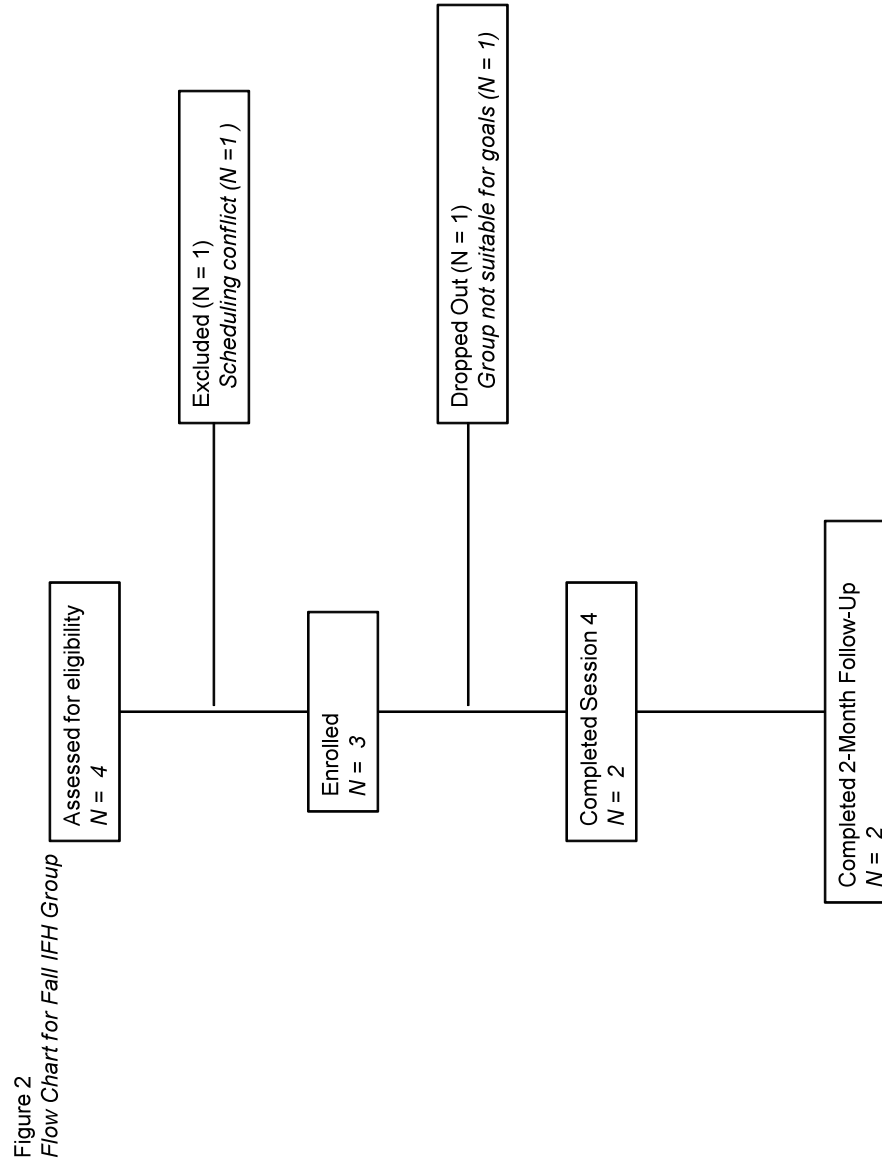 Figure 2
Flow Chart for Fall IFH Group
Assessed for eligibility
N = 4
Excluded (N = 1)
Scheduling conflict (N =1 )
Enrolled
N = 3
Dropped Out (N = 1)
Group not suitable for goals (N = 1)
Completed Session 4
N = 2
Completed 2-Month Follow-Up
N = 2